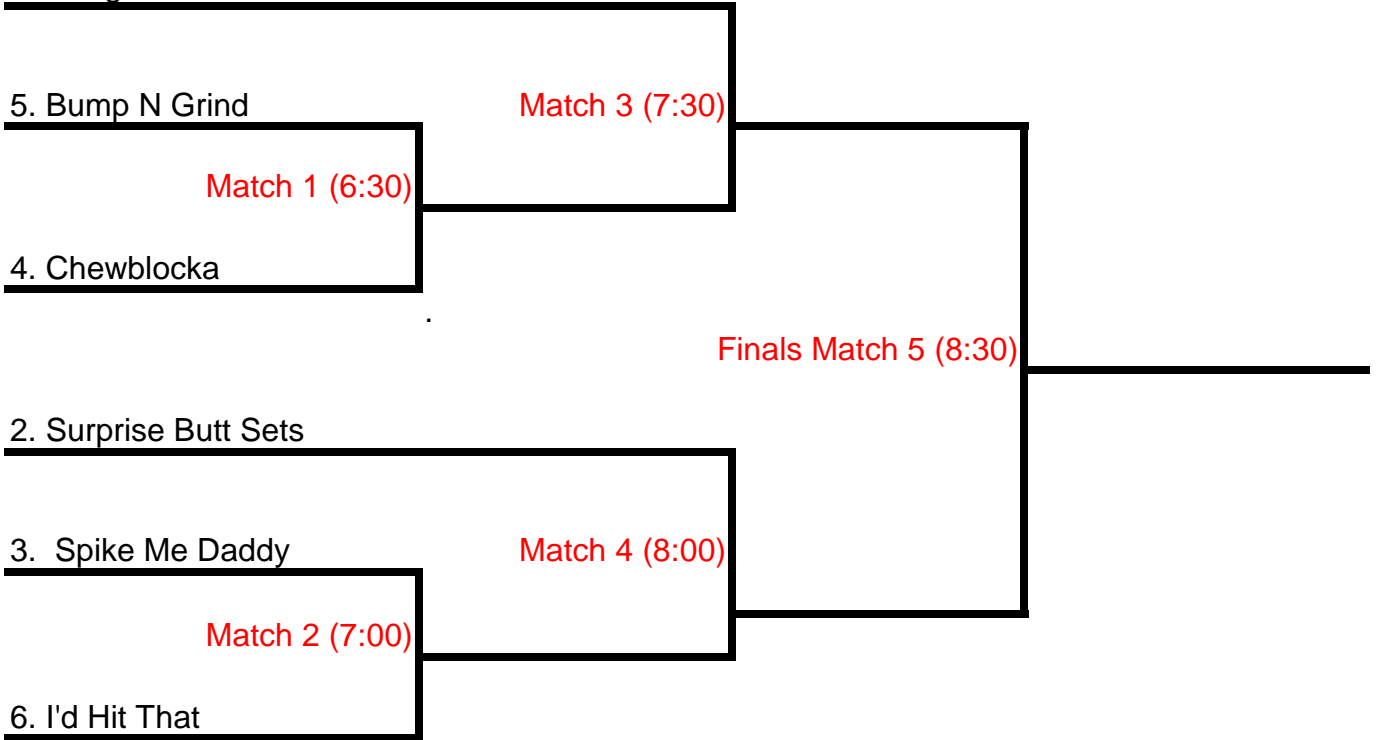 5. Bump N Grind
Match 3 (7:30)
Match 1 (6:30)
4. Chewblocka
.
Finals Match 5 (8:30)
2. Surprise Butt Sets
3.  Spike Me Daddy
Match 4 (8:00)
Match 2 (7:00)
6. I'd Hit That